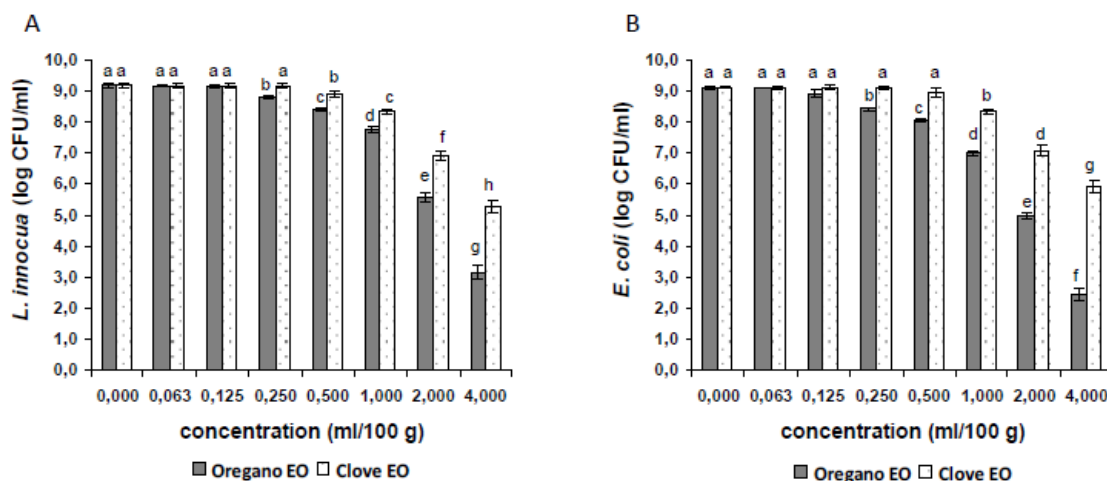 A
L. innocua (log CFU/ml)
10,0
9,0
8,0
7,0
6,0
5,0
4,0
3,0
2,0
1,0
0,0
a a a a a a b a c b d c e f g h
0,000 0,063 0,125 0,250 0,500 1,000 2,000 4,000
concentration (ml/100 g)
Oregano EO Clove EO
B
E. coli (log CFU/ml)
10,0
9,0
8,0
7,0
6,0
5,0
4,0
3,0
2,0
1,0
0,0
a a a a a a b a c a d b e d f g
0,000 0,063 0,125 0,250 0,500 1,000 2,000 4,000
concentration (ml/100 g)
Oregano EO Clove EO